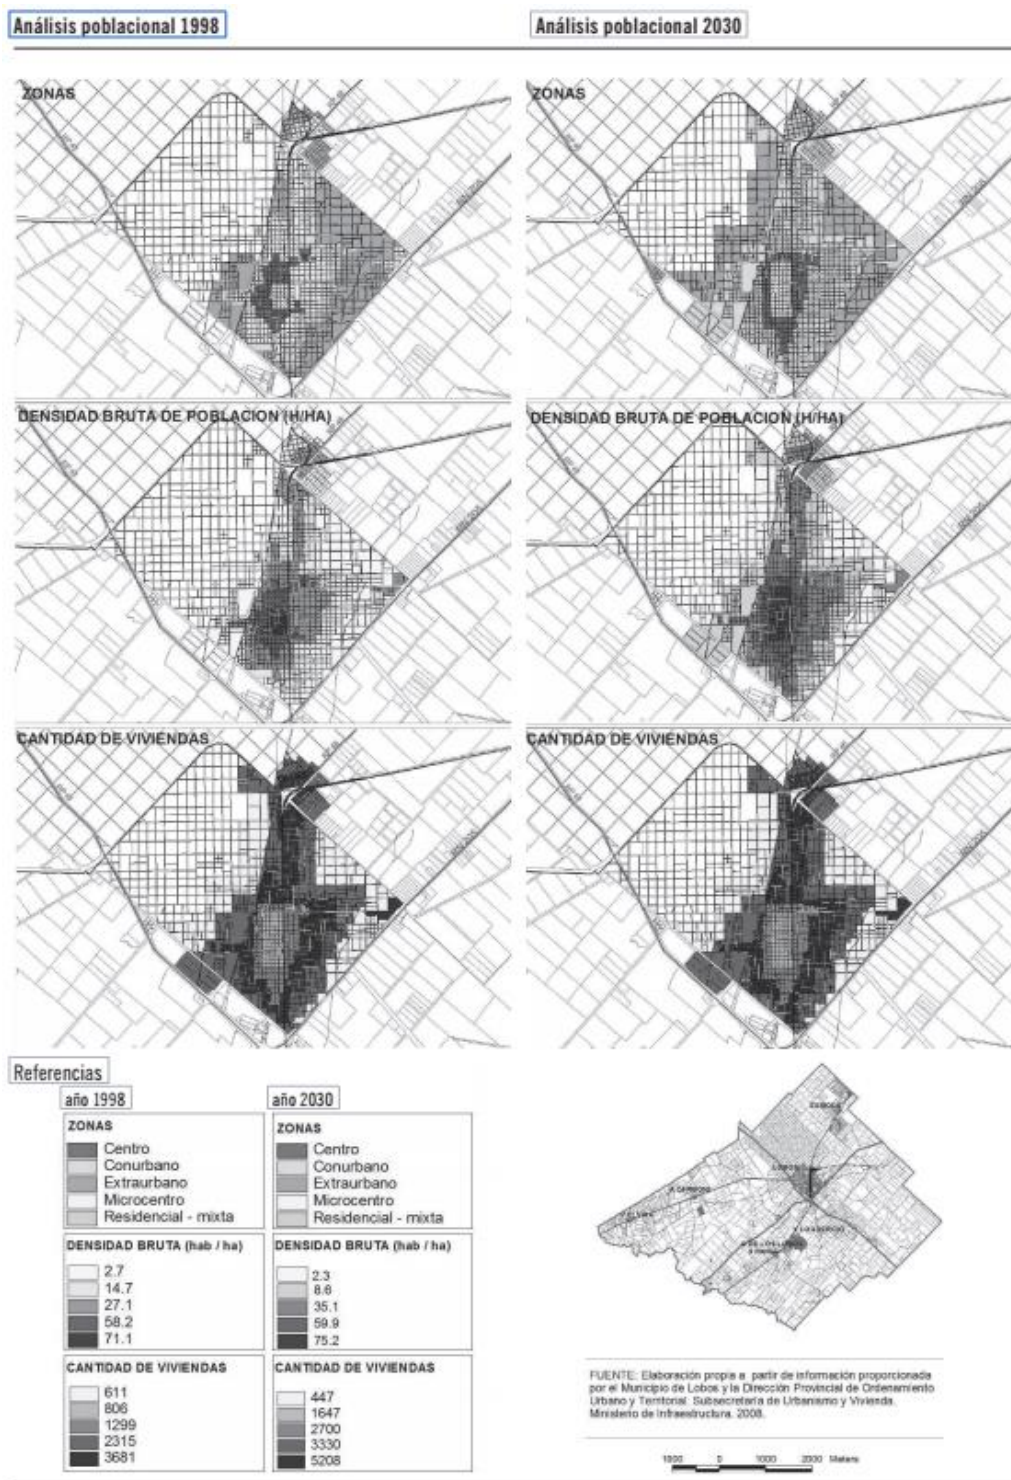 Análisis poblacional 1998
Análisis poblacional 2030
ZONAS
ZONAS
DENSIDAD BRUTA DE POBLACION (H/HA)
DENSIDAD BRUTA DE POBLACION (H/HA)
CANTIDAD DE VIVIENDAS
CANTIDAD DE VIVIENDAS
Referencias
año 1998
año 2030
ZONAS
Centro
Conurbano
Extraurbano
Microcentro
Residencial - mixta
ZONAS
Centro
Conurbano
Extraurbano
Microcentro
Residencial - mixta
DENSIDAD BRUTA (hab / ha)
2.7
14.7
27.1
58.2
71.1
DENSIDAD BRUTA (hab / ha)
2.3
8.6
35.1
59.9
75.2
CANTIDAD DE VIVIENDAS
611
806
1299
2315
3681
CANTIDAD DE VIVIENDAS
447
1647
2700
3330
5208
LOBOS
FUENTE: Elaboración propia a partir de información proporcionada
por el Municipio de Lobos y la Dirección Provincial de Ordenamiento
Urbano y Territorial. Subsecretaría de Urbanismo y Vivienda.
Ministerio de Infraestructura. 2008.
1000 0 1000 2000 Meters